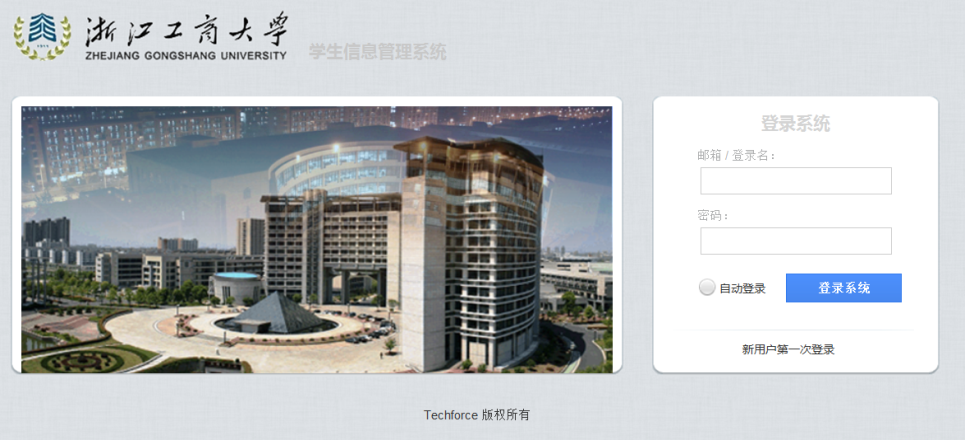 浙江工商大学
ZHEJIANG GONGSHANG UNIVERSITY
学生信息管理系统
登录系统
邮箱 / 登录名：
密码：
自动登录
登录系统
新用户第一次登录
Techforce 版权所有